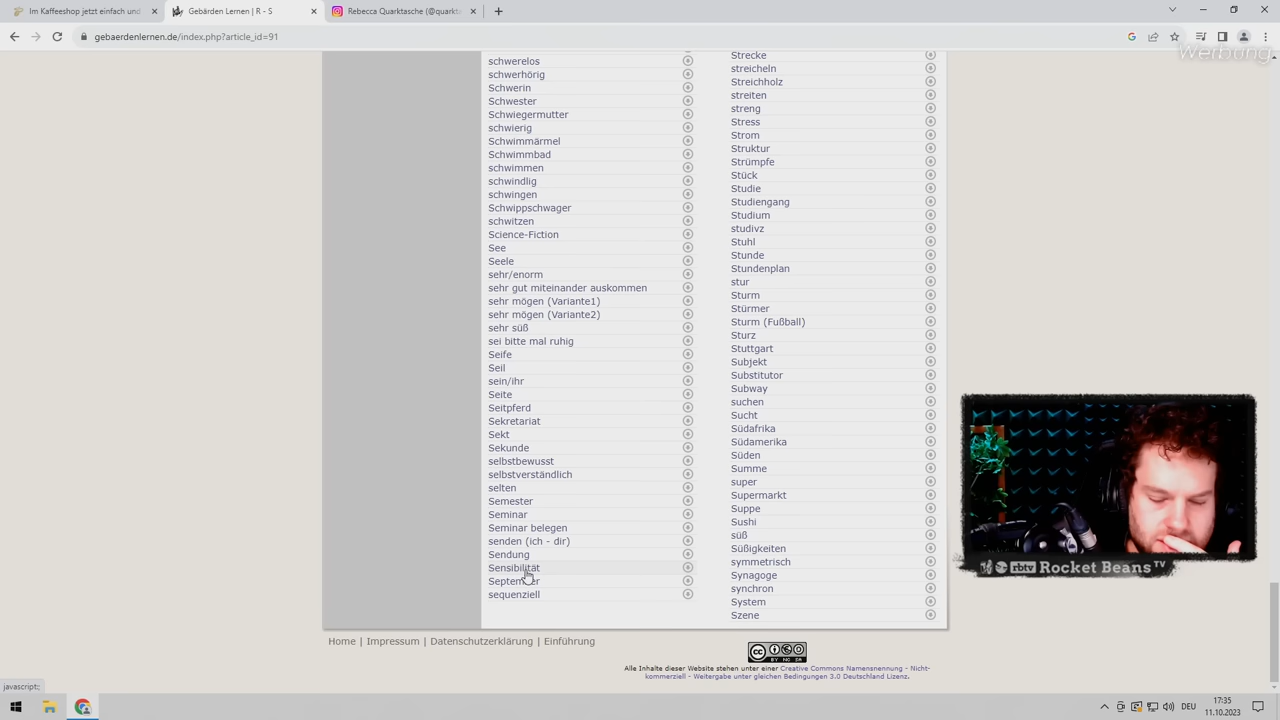 Im Kaffeeshop jetzt einfach und
Gebärden Lernen | R - S
Rebecca Quarktasche (@quarkt
gebaerdenlernen.de/index.php?article_id=91
Werbung
schwerelos
schwerhörig
Schwerin
Schwester
Schwiegermutter
schwierig
Schwimmärmel
Schwimmbad
schwimmen
schwindlig
schwingen
Schwippschwager
schwitzen
Science-Fiction
See
Seele
sehr/enorm
sehr gut miteinander auskommen
sehr mögen (Variante1)
sehr mögen (Variante2)
sehr süß
sei bitte mal ruhig
Seife
Seil
sein/ihr
Seite
Seitpferd
Sekretariat
Sekt
Sekunde
selbstbewusst
selbstverständlich
selten
Semester
Seminar
Seminar belegen
senden (ich - dir)
Sendung
Sensibilität
September
sequenziell
Strecke
streicheln
Streichholz
streiten
streng
Stress
Strom
Struktur
Strümpfe
Stück
Studie
Studiengang
Studium
studivz
Stuhl
Stunde
Stundenplan
stur
Sturm
Stürmer
Sturm (Fußball)
Sturz
Stuttgart
Subjekt
Substitutor
Subway
suchen
Sucht
Südafrika
Südamerika
Süden
Summe
super
Supermarkt
Suppe
Sushi
süß
Süßigkeiten
symmetrisch
Synagoge
synchron
System
Szene
rbtv Rocket Beans TV
Home | Impressum | Datenschutzerklärung | Einführung
cc
BY NC SA
Alle Inhalte dieser Website stehen unter einer Creative Commons Namensnennung - Nicht-
kommerziell - Weitergabe unter gleichen Bedingungen 3.0 Deutschland Lizenz.
javascript:;
DEU
17:35
11.10.2023